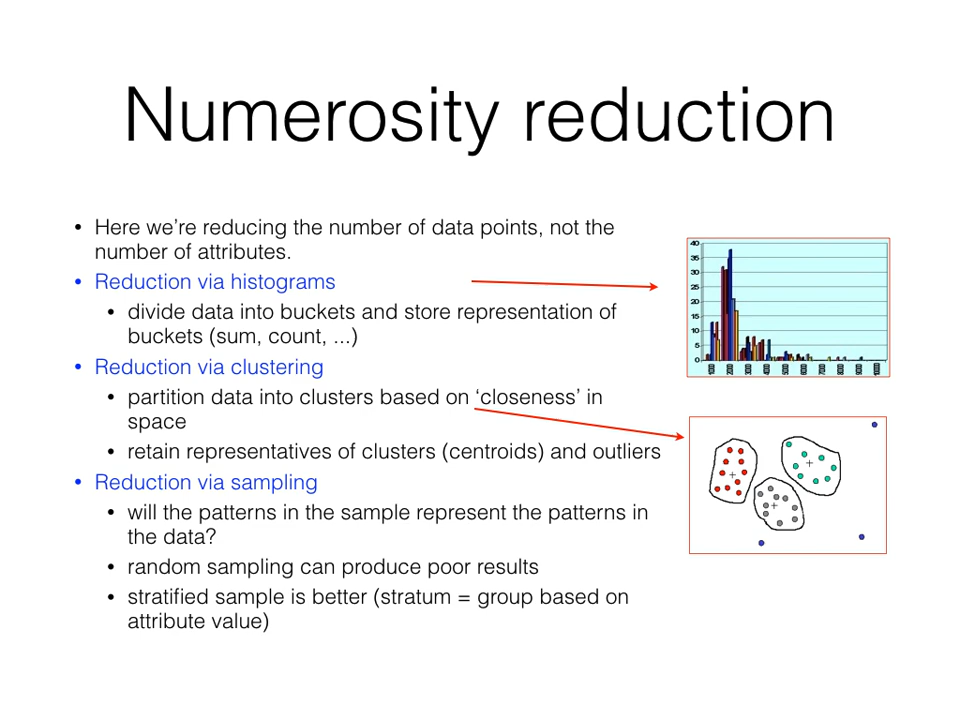 Numerosity reduction
• Here we’re reducing the number of data points, not the
number of attributes.
• Reduction via histograms
• divide data into buckets and store representation of
buckets (sum, count, ...)
• Reduction via clustering
• partition data into clusters based on ‘closeness’ in
space
• retain representatives of clusters (centroids) and outliers
• Reduction via sampling
• will the patterns in the sample represent the patterns in
the data?
• random sampling can produce poor results
• stratified sample is better (stratum = group based on
attribute value)
40
35
30
25
20
15
10
5
0